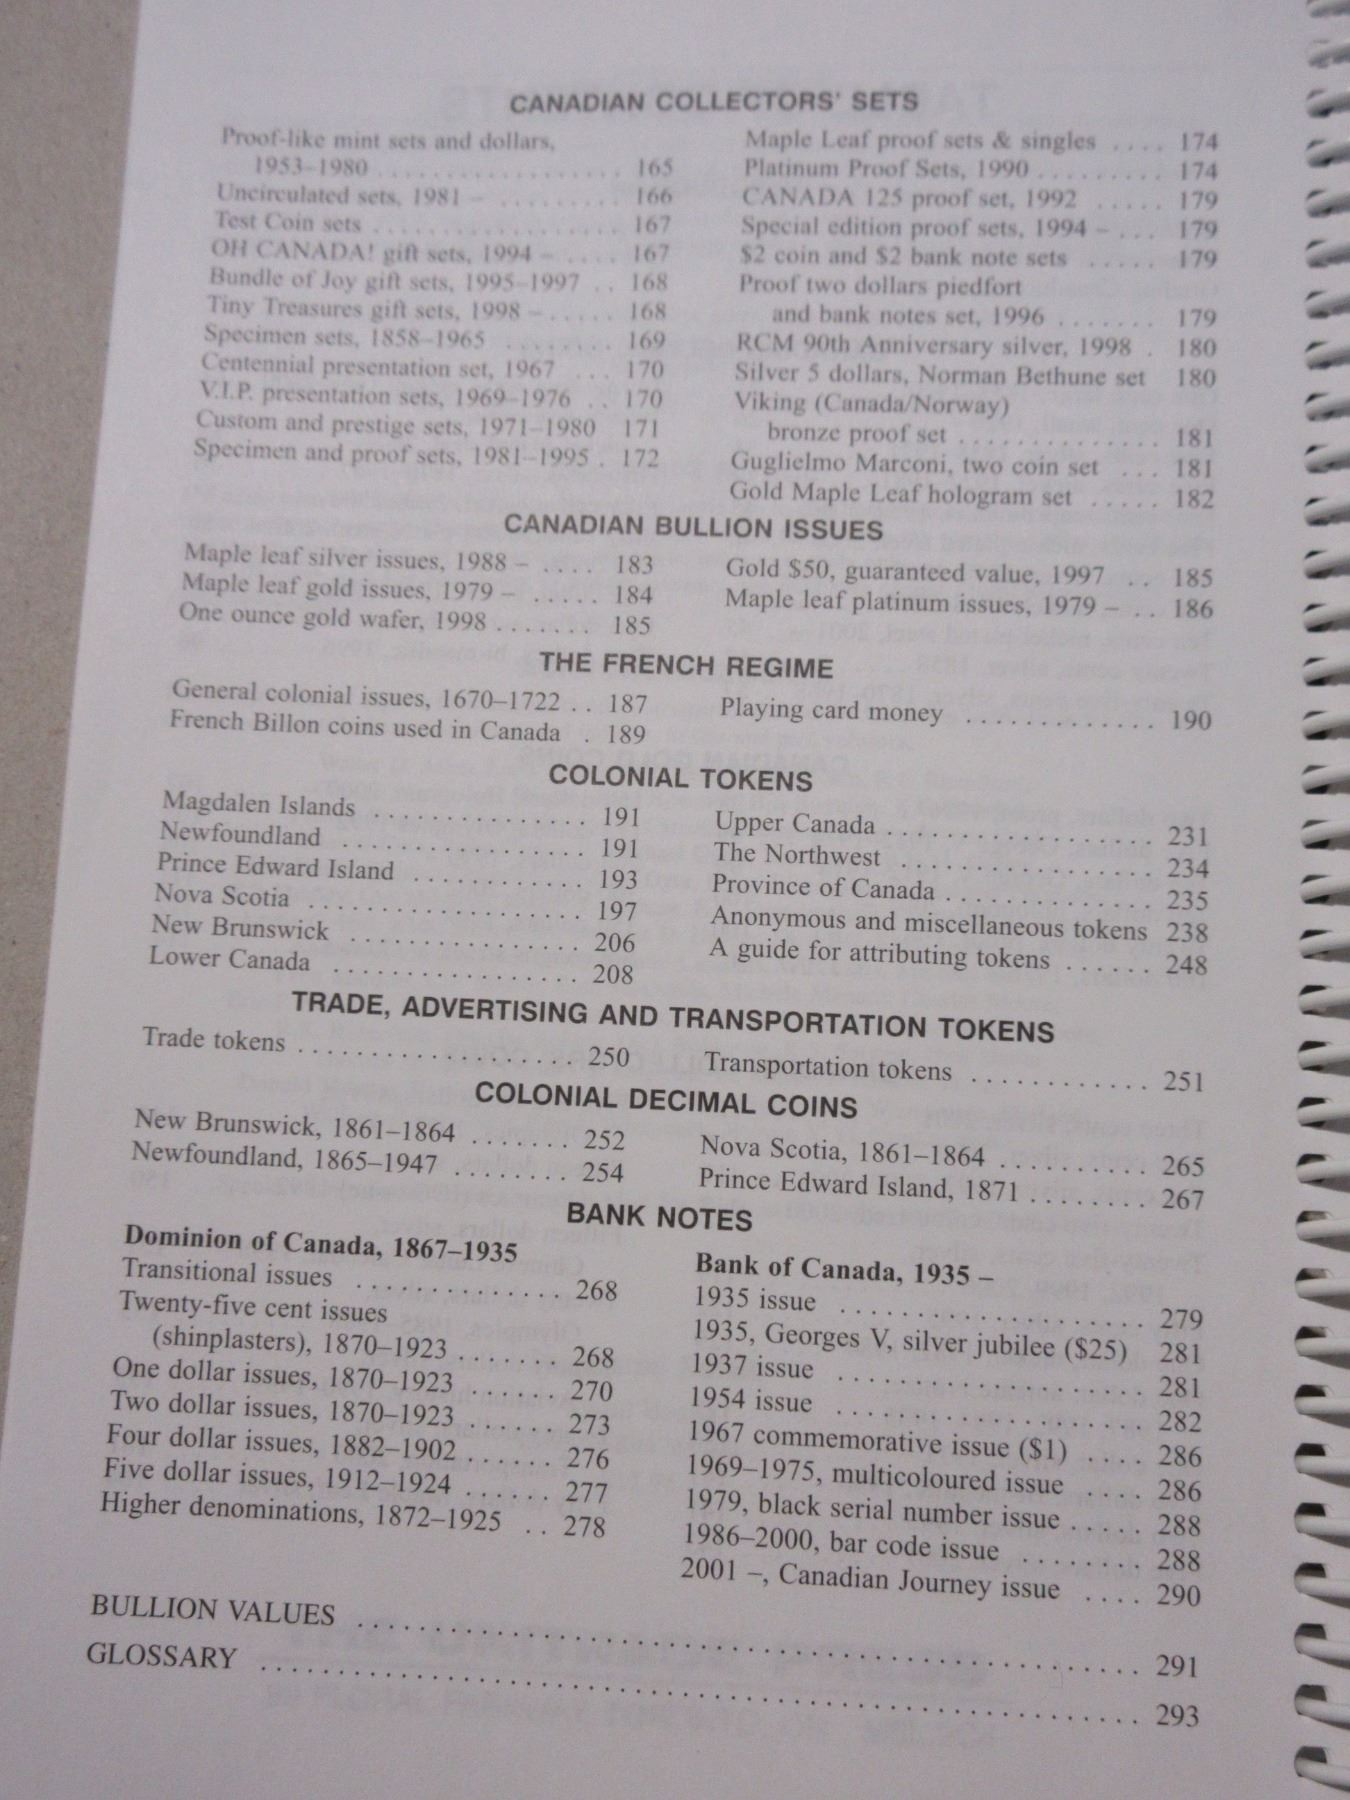 CANADIAN COLLECTORS' SETS
Proof-like mint sets and dollars,
1953–1980 .................. 165
Uncirculated sets, 1981 – ......... 166
Test Coin sets .................. 167
OH CANADA! gift sets, 1994 – .... 167
Bundle of Joy gift sets, 1995–1997 .. 168
Tiny Treasures gift sets, 1998 – ..... 168
Specimen sets, 1858–1965 ........ 169
Centennial presentation set, 1967 ... 170
V.I.P. presentation sets, 1969–1976 .. 170
Custom and prestige sets, 1971–1980 171
Specimen and proof sets, 1981–1995 . 172
Maple Leaf proof sets & singles .... 174
Platinum Proof Sets, 1990 ......... 174
CANADA 125 proof set, 1992 ..... 179
Special edition proof sets, 1994 – ... 179
$2 coin and $2 bank note sets ..... 179
Proof two dollars piedfort
and bank notes set, 1996 ....... 179
RCM 90th Anniversary silver, 1998 . 180
Silver 5 dollars, Norman Bethune set 180
Viking (Canada/Norway)
bronze proof set .............. 181
Guglielmo Marconi, two coin set ... 181
Gold Maple Leaf hologram set ..... 182
CANADIAN BULLION ISSUES
Maple leaf silver issues, 1988 – .... 183
Maple leaf gold issues, 1979 – ..... 184
One ounce gold wafer, 1998 ....... 185
Gold $50, guaranteed value, 1997 .. 185
Maple leaf platinum issues, 1979 – .. 186
THE FRENCH REGIME
General colonial issues, 1670–1722 .. 187
French Billon coins used in Canada . 189
Playing card money ............. 190
COLONIAL TOKENS
Magdalen Islands ............... 191
Newfoundland ................. 191
Prince Edward Island ............ 193
Nova Scotia ................... 197
New Brunswick ................ 206
Lower Canada ................. 208
Upper Canada .................. 231
The Northwest ................. 234
Province of Canada .............. 235
Anonymous and miscellaneous tokens 238
A guide for attributing tokens ...... 248
TRADE, ADVERTISING AND TRANSPORTATION TOKENS
Trade tokens ................... 250
Transportation tokens ............ 251
COLONIAL DECIMAL COINS
New Brunswick, 1861–1864 ....... 252
Newfoundland, 1865–1947 ........ 254
Nova Scotia, 1861–1864 .......... 265
Prince Edward Island, 1871 ........ 267
BANK NOTES
Dominion of Canada, 1867–1935
Transitional issues .............. 268
Twenty-five cent issues
(shinplasters), 1870–1923 ....... 268
One dollar issues, 1870–1923 ...... 270
Two dollar issues, 1870–1923 ...... 273
Four dollar issues, 1882–1902 ...... 276
Five dollar issues, 1912–1924 ...... 277
Higher denominations, 1872–1925 .. 278
Bank of Canada, 1935 –
1935 issue ..................... 279
1935, Georges V, silver jubilee ($25) 281
1937 issue ..................... 281
1954 issue ..................... 282
1967 commemorative issue ($1) .... 286
1969–1975, multicoloured issue .... 286
1979, black serial number issue ..... 288
1986–2000, bar code issue ........ 288
2001 –, Canadian Journey issue .... 290
BULLION VALUES .................................................. 291
GLOSSARY ........................................................ 293